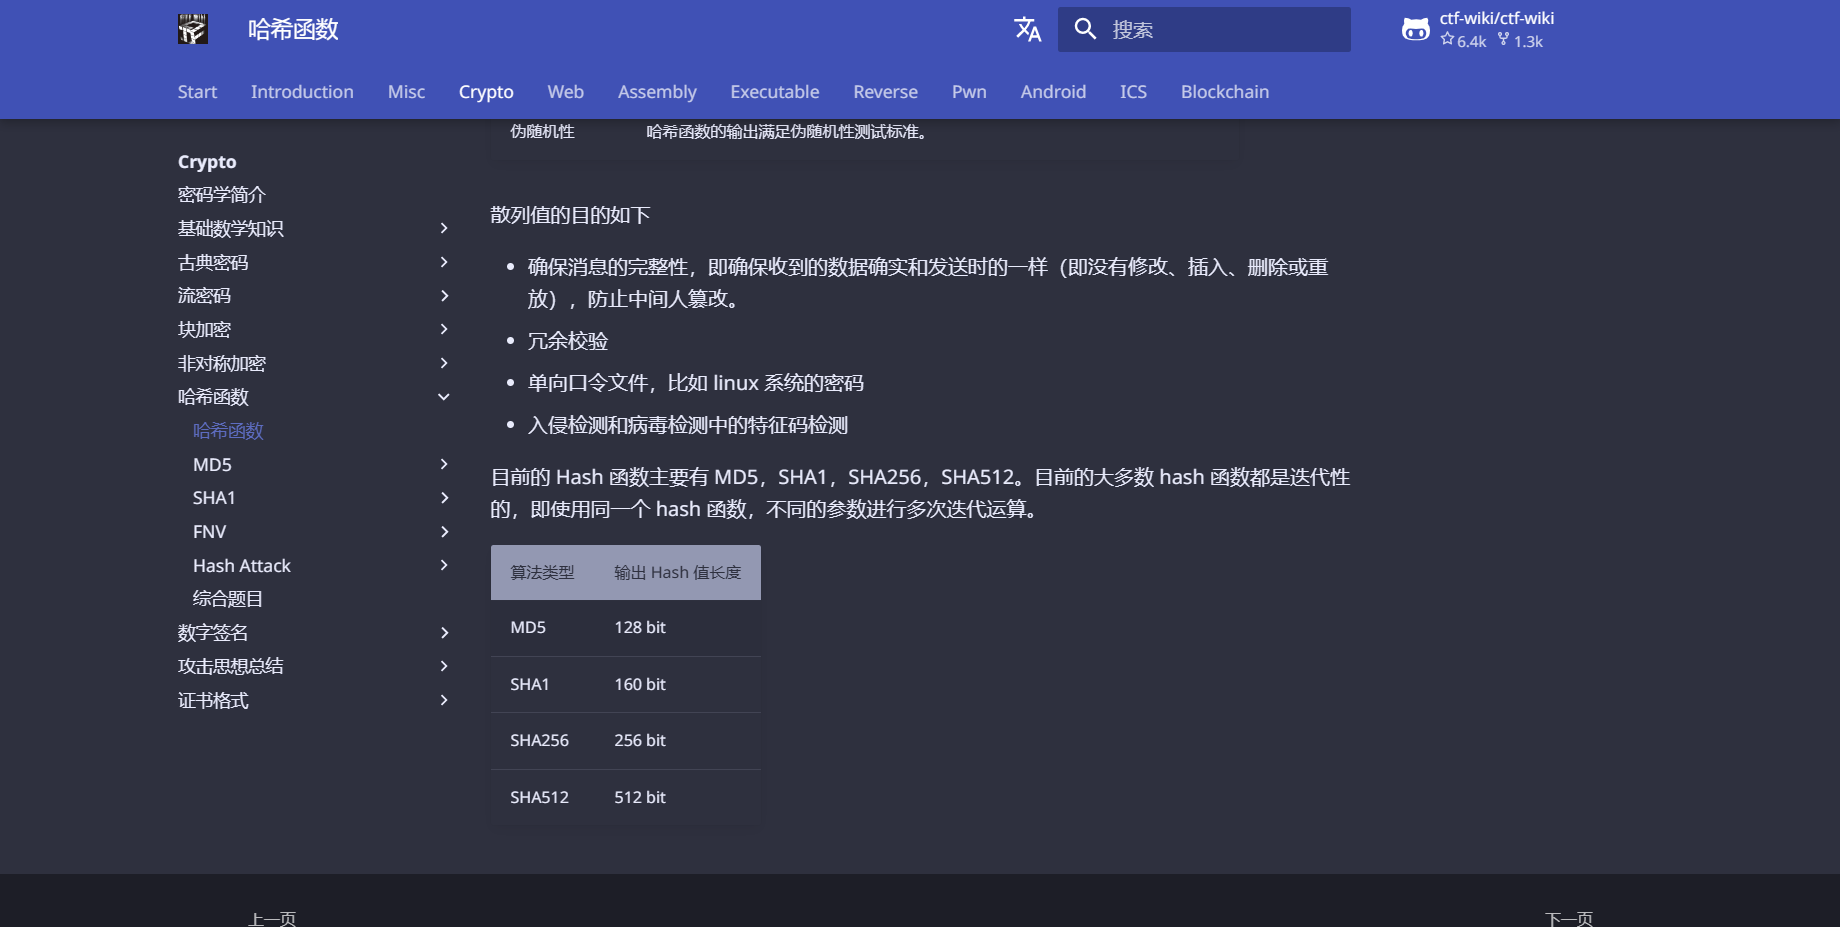 哈希函数
搜索
ctf-wiki/ctf-wiki
6.4k 1.3k
Start Introduction Misc Crypto Web Assembly Executable Reverse Pwn Android ICS Blockchain
伪随机性 哈希函数的输出满足伪随机性测试标准。
Crypto
密码学简介
基础数学知识
古典密码
流密码
块加密
非对称加密
哈希函数
哈希函数
MD5
SHA1
FNV
Hash Attack
综合题目
数字签名
攻击思想总结
证书格式
散列值的目的如下
确保消息的完整性，即确保收到的数据确实和发送时的一样（即没有修改、插入、删除或重
放），防止中间人篡改。
冗余校验
单向口令文件，比如 linux 系统的密码
入侵检测和病毒检测中的特征码检测
目前的 Hash 函数主要有 MD5，SHA1，SHA256，SHA512。目前的大多数 hash 函数都是迭代性
的，即使用同一个 hash 函数，不同的参数进行多次迭代运算。
算法类型 输出 Hash 值长度
MD5 128 bit
SHA1 160 bit
SHA256 256 bit
SHA512 512 bit
上一页 下一页